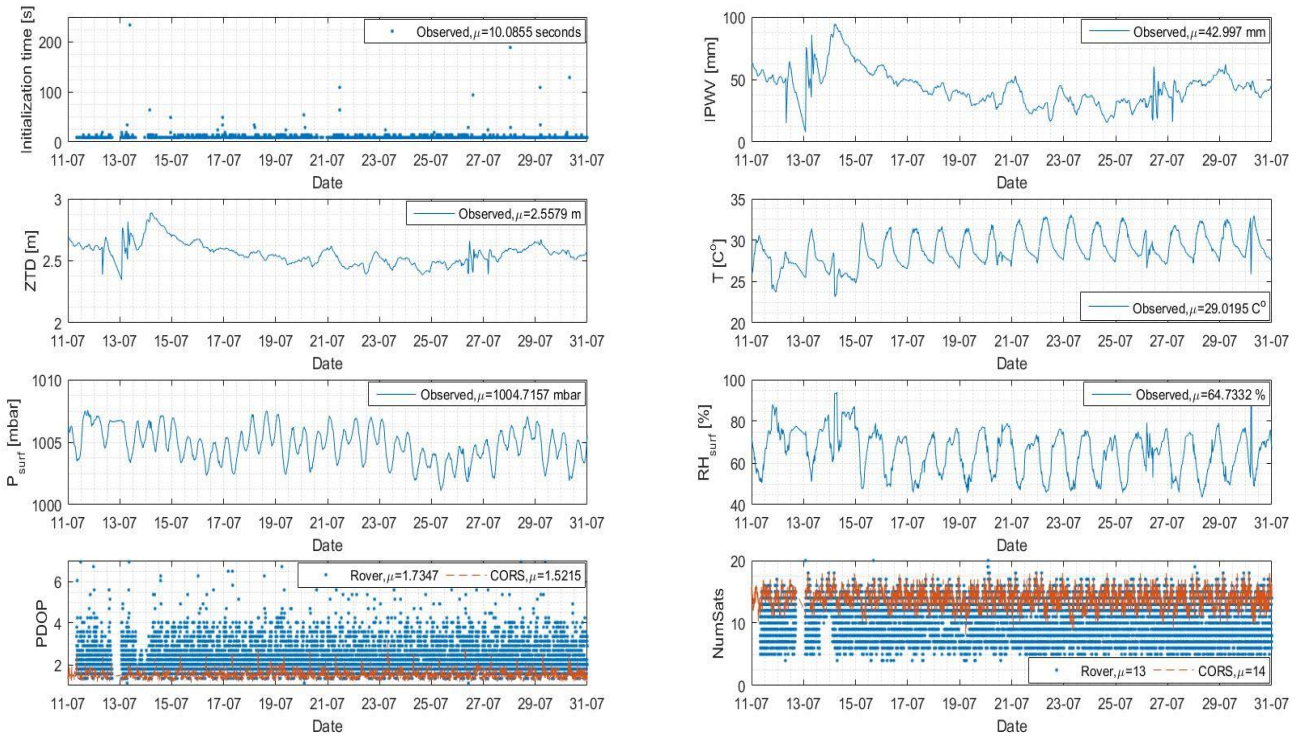 Initialization time [s]
200
100
0
Observed,μ=10.0855 seconds
11-07 13-07 15-07 17-07 19-07 21-07 23-07 25-07 27-07 29-07 31-07
Date
IPWV [mm]
100
50
0
Observed,μ=42.997 mm
11-07 13-07 15-07 17-07 19-07 21-07 23-07 25-07 27-07 29-07 31-07
Date
ZTD [m]
3
2.5
2
Observed,μ=2.5579 m
11-07 13-07 15-07 17-07 19-07 21-07 23-07 25-07 27-07 29-07 31-07
Date
T [C°]
35
30
25
20
Observed,μ=29.0195 C°
11-07 13-07 15-07 17-07 19-07 21-07 23-07 25-07 27-07 29-07 31-07
Date
P surf [mbar]
1010
1005
1000
Observed,μ=1004.7157 mbar
11-07 13-07 15-07 17-07 19-07 21-07 23-07 25-07 27-07 29-07 31-07
Date
RH surf [%]
100
80
60
40
Observed,μ=64.7332 %
11-07 13-07 15-07 17-07 19-07 21-07 23-07 25-07 27-07 29-07 31-07
Date
PDOP
6
4
2
Rover,μ=1.7347 CORS,μ=1.5215
11-07 13-07 15-07 17-07 19-07 21-07 23-07 25-07 27-07 29-07 31-07
Date
NumSats
20
10
0
Rover,μ=13 CORS,μ=14
11-07 13-07 15-07 17-07 19-07 21-07 23-07 25-07 27-07 29-07 31-07
Date